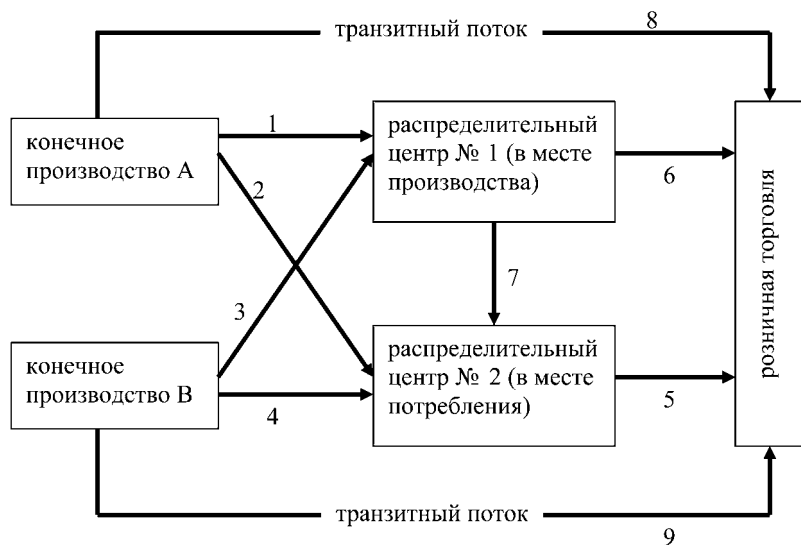 транзитный поток
8
конечное
производство А
1
2
распределительный
центр № 1 (в месте
производства)
6
розничная торговля
3
7
конечное
производство В
4
распределительный
центр № 2 (в месте
потребления)
5
транзитный поток
9